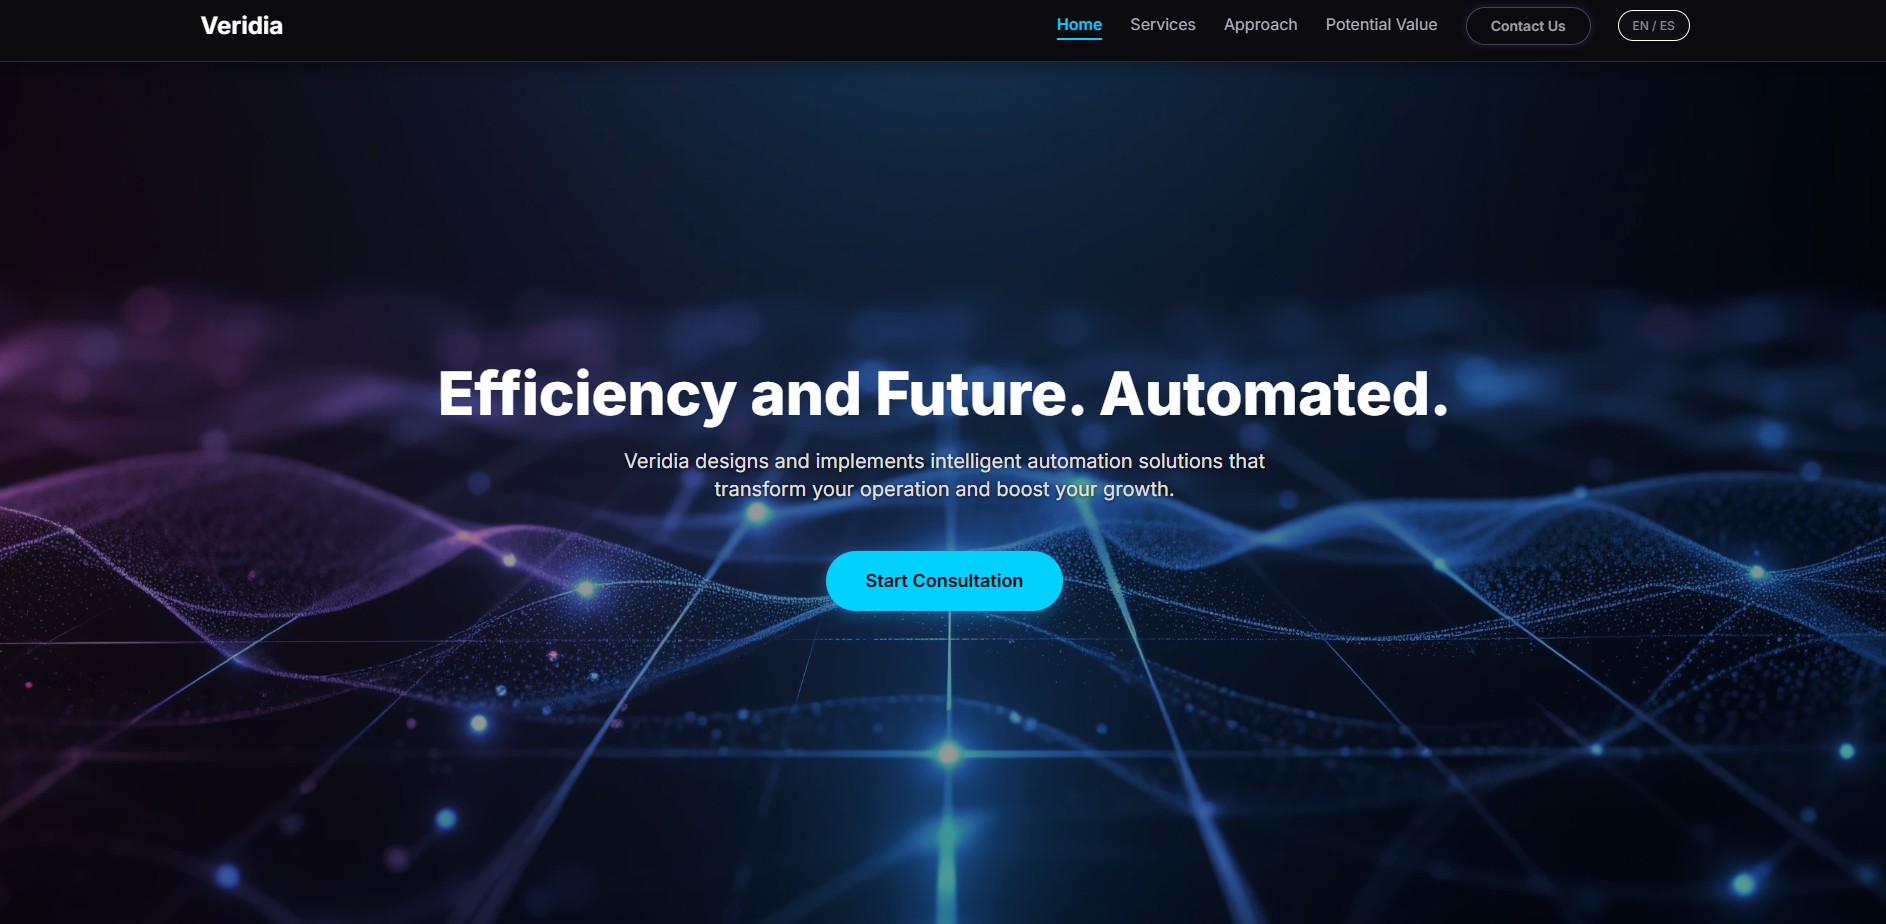 Veridia
Home
Services
Approach
Potential Value
Contact Us
EN / ES
Efficiency and Future. Automated.
Veridia designs and implements intelligent automation solutions that
transform your operation and boost your growth.
Start Consultation